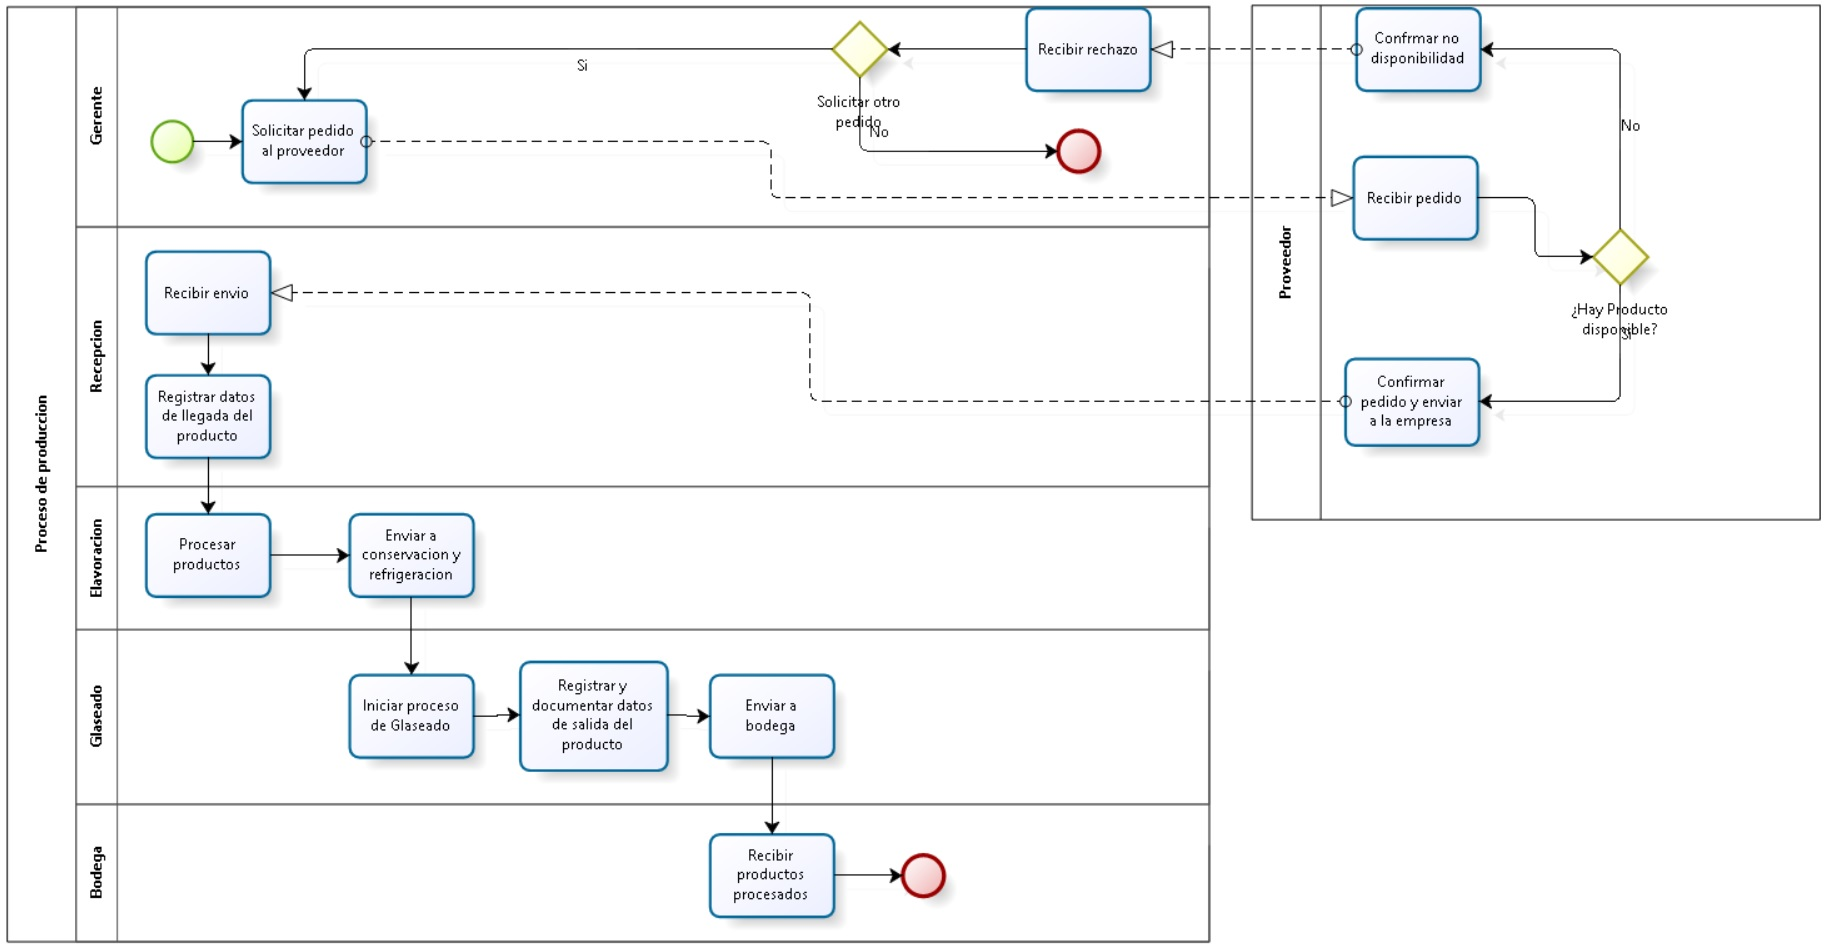 Proceso de produccion
Gerente
Solicitar pedido
al proveedor
Si
Solicitar otro
pedido
No
Recibir rechazo
Recepcion
Recibir envio
Registrar datos
de llegada del
producto
Elavoracion
Procesar
productos
Enviar a
conservacion y
refrigeracion
Glaseado
Iniciar proceso
de Glaseado
Registrar y
documentar datos
de salida del
producto
Enviar a
bodega
Bodega
Recibir
productos
procesados
Proveedor
Confrmar no
disponibilidad
No
Recibir pedido
¿Hay Producto
disponible?
Si
Confirmar
pedido y enviar
a la empresa